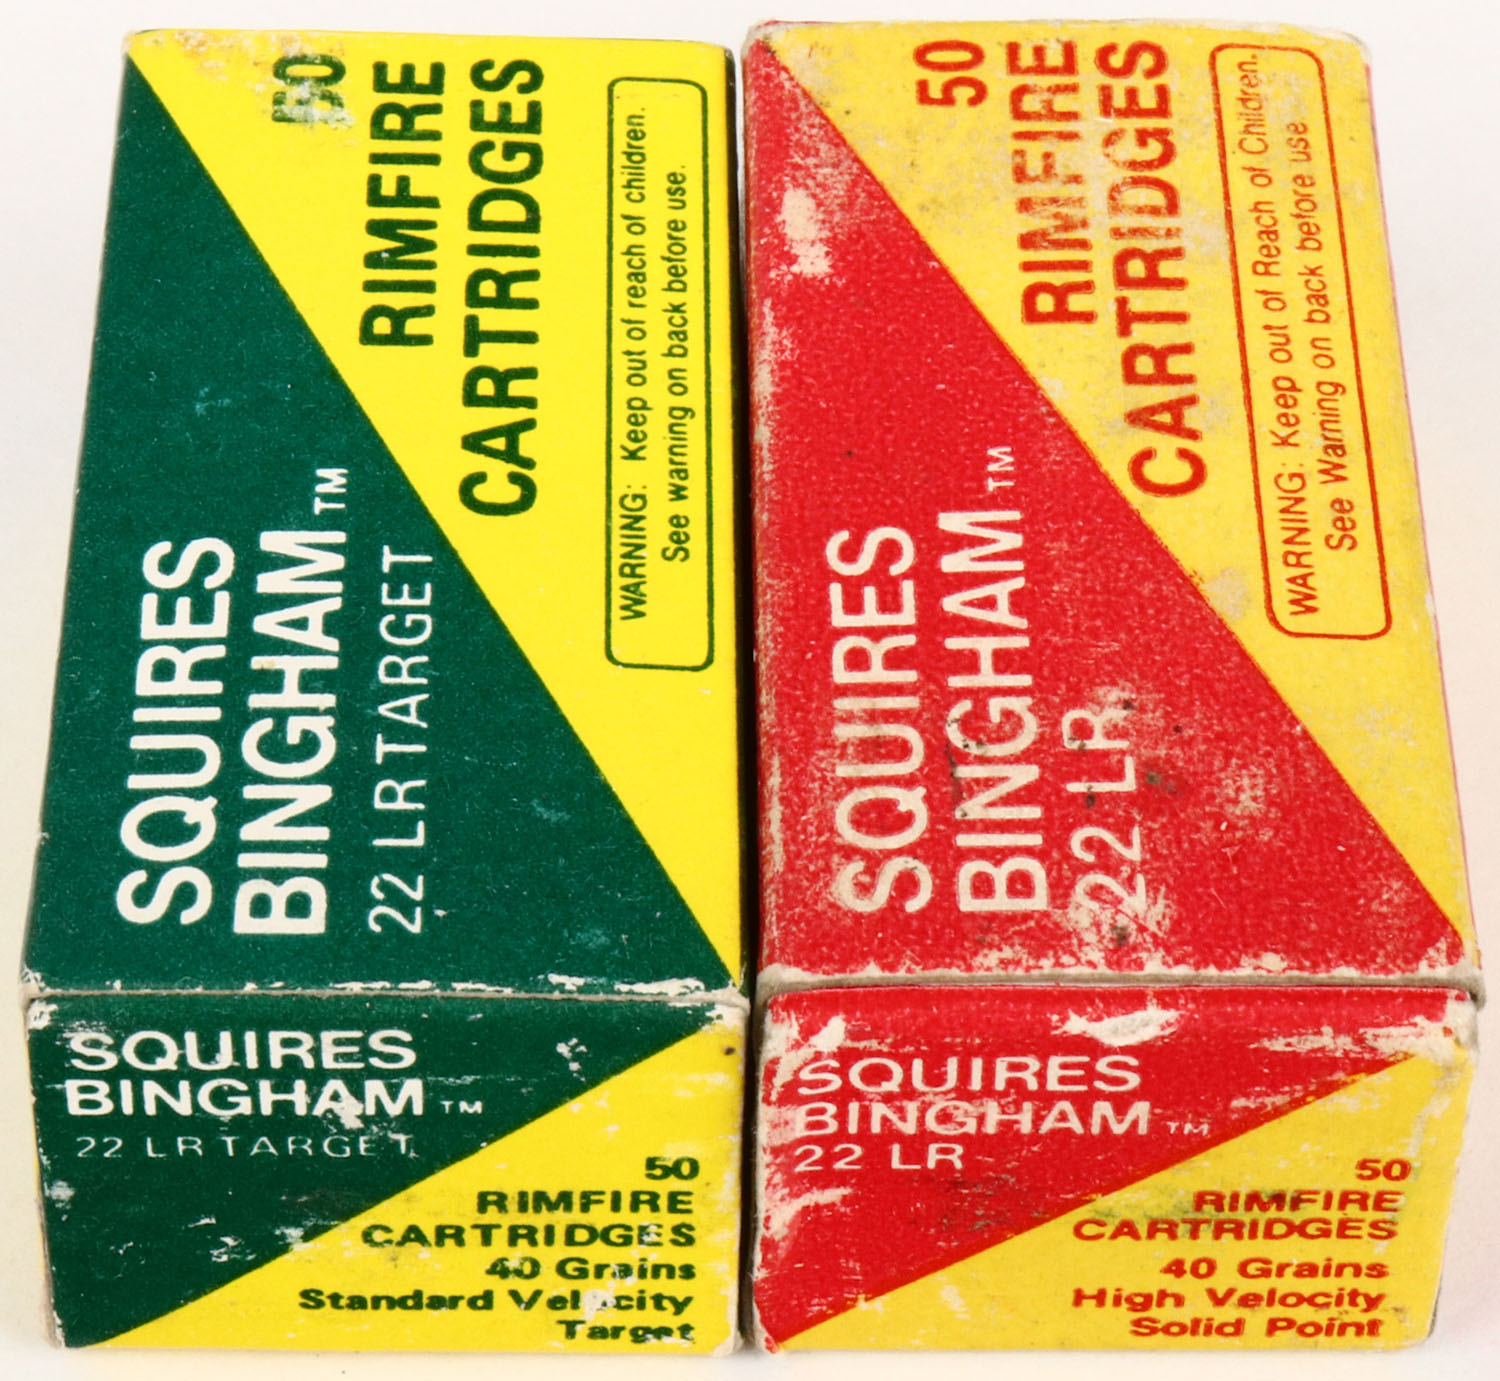 50
RIMFIRE
CARTRIDGES
WARNING: Keep out of reach of children.
See warning on back before use.
SQUIRES
BINGHAM™
22 LR TARGET
SQUIRES
BINGHAM™
22 LR TARGET
50
RIMFIRE
CARTRIDGES
40 Grains
Standard Velocity
Target
50
RIMFIRE
CARTRIDGES
WARNING: Keep out of Reach of Children.
See Warning on back before use
SQUIRES
BINGHAM™
22 LR
SQUIRES
BINGHAM™
22 LR
50
RIMFIRE
CARTRIDGES
40 Grains
High Velocity
Solid Point